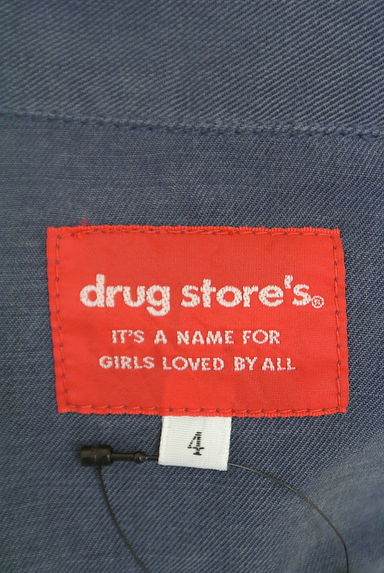 drug store's®
IT'S A NAME FOR
GIRLS LOVED BY ALL
4